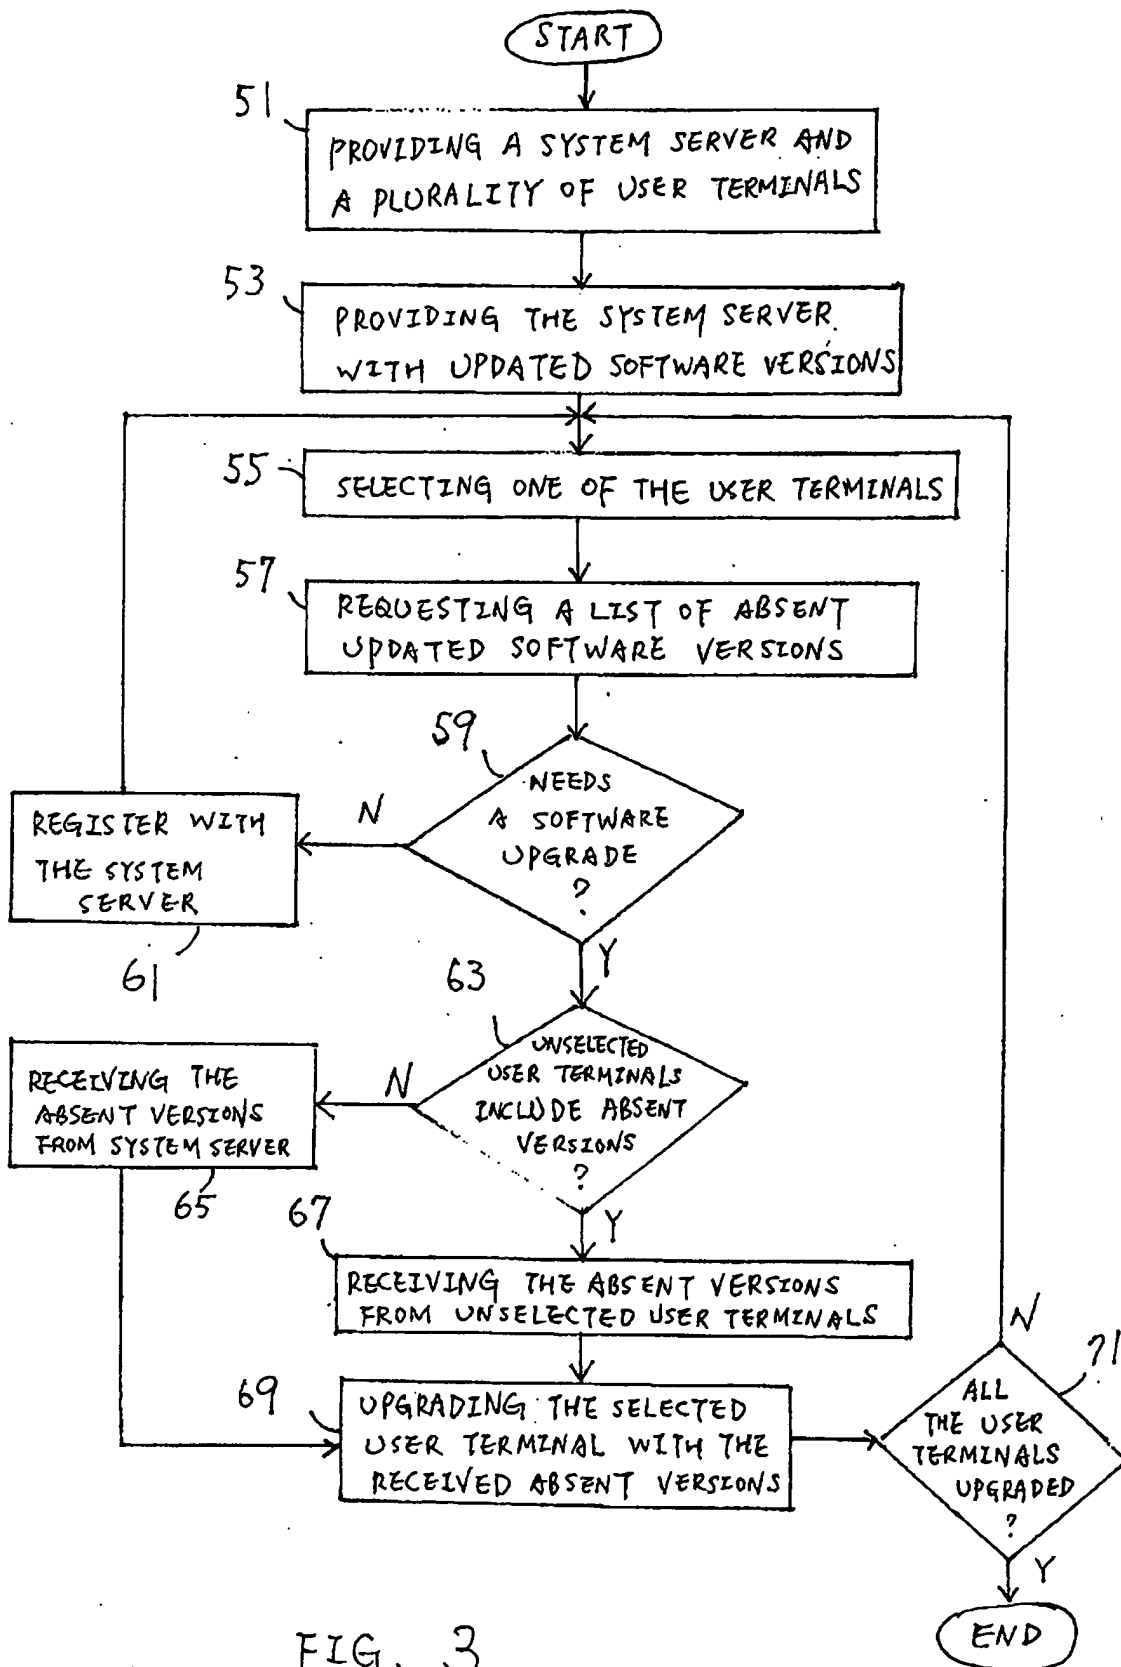 START
51
PROVIDING A SYSTEM SERVER AND
A PLURALITY OF USER TERMINALS
53
PROVIDING THE SYSTEM SERVER
WITH UPDATED SOFTWARE VERSIONS
55
SELECTING ONE OF THE USER TERMINALS
57
REQUESTING A LIST OF ABSENT
UPDATED SOFTWARE VERSIONS
59
NEEDS
A SOFTWARE
UPGRADE
?
N
REGISTER WITH
THE SYSTEM
SERVER
61
Y
63
UNSELECTED
USER TERMINALS
INCLUDE ABSENT
VERSIONS
?
N
RECEIVING THE
ABSENT VERSIONS
FROM SYSTEM SERVER
65
Y
67
RECEIVING THE ABSENT VERSIONS
FROM UNSELECTED USER TERMINALS
69
UPGRADING THE SELECTED
USER TERMINAL WITH THE
RECEIVED ABSENT VERSIONS
N
71
ALL
THE USER
TERMINALS
UPGRADED
?
Y
END
FIG. 3